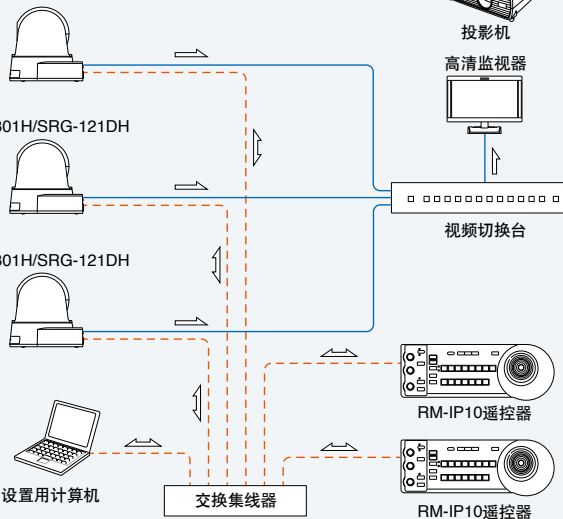 投影机
高清监视器
301H/SRG-121DH
视频切换台
301H/SRG-121DH
RM-IP10遥控器
设置用计算机
交换集线器
RM-IP10遥控器